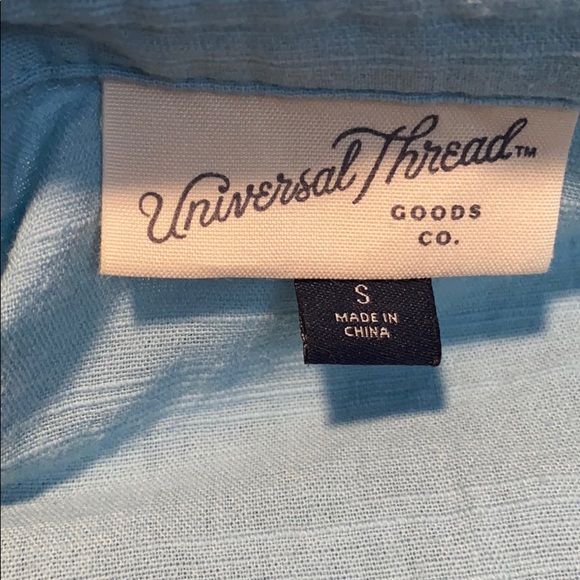 Universal Thread™
GOODS
CO.
S
MADE IN
CHINA